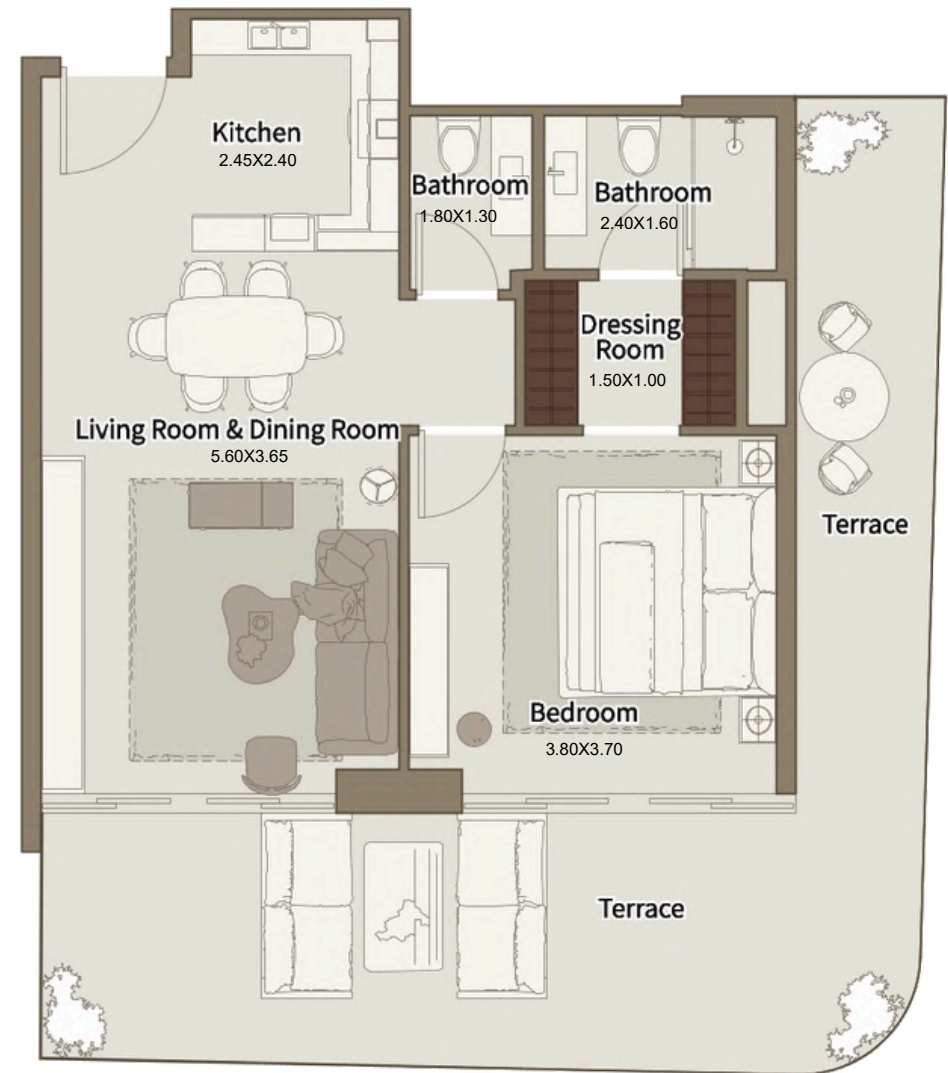 Kitchen
2.45X2.40
Bathroom
1.80X1.30
Bathroom
2.40X1.60
Dressing
Room
1.50X1.00
Living Room & Dining Room
5.60X3.65
Terrace
Bedroom
3.80X3.70
Terrace